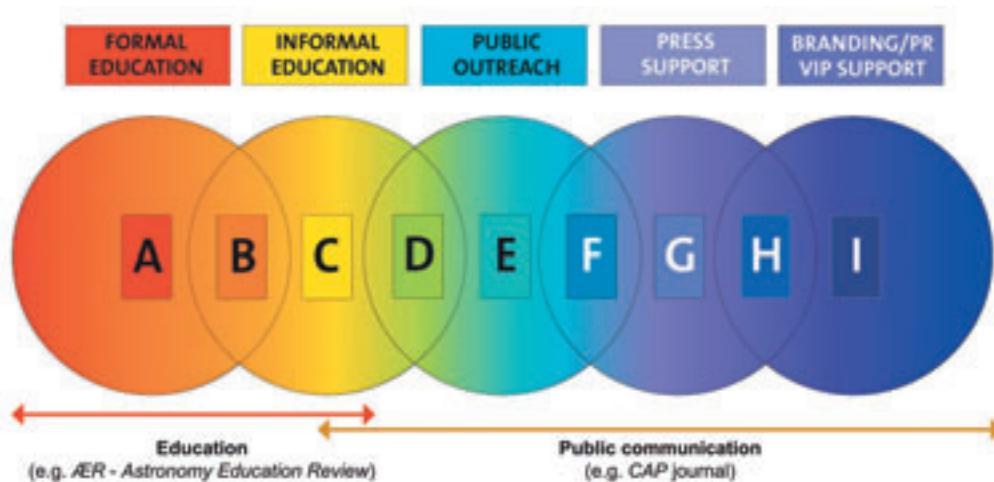 FORMAL
EDUCATION
INFORMAL
EDUCATION
PUBLIC
OUTREACH
PRESS
SUPPORT
BRANDING/PR
VIP SUPPORT
A B C D E F G H I
Education
(e.g. ÆR - Astronomy Education Review)
Public communication
(e.g. CAP journal)